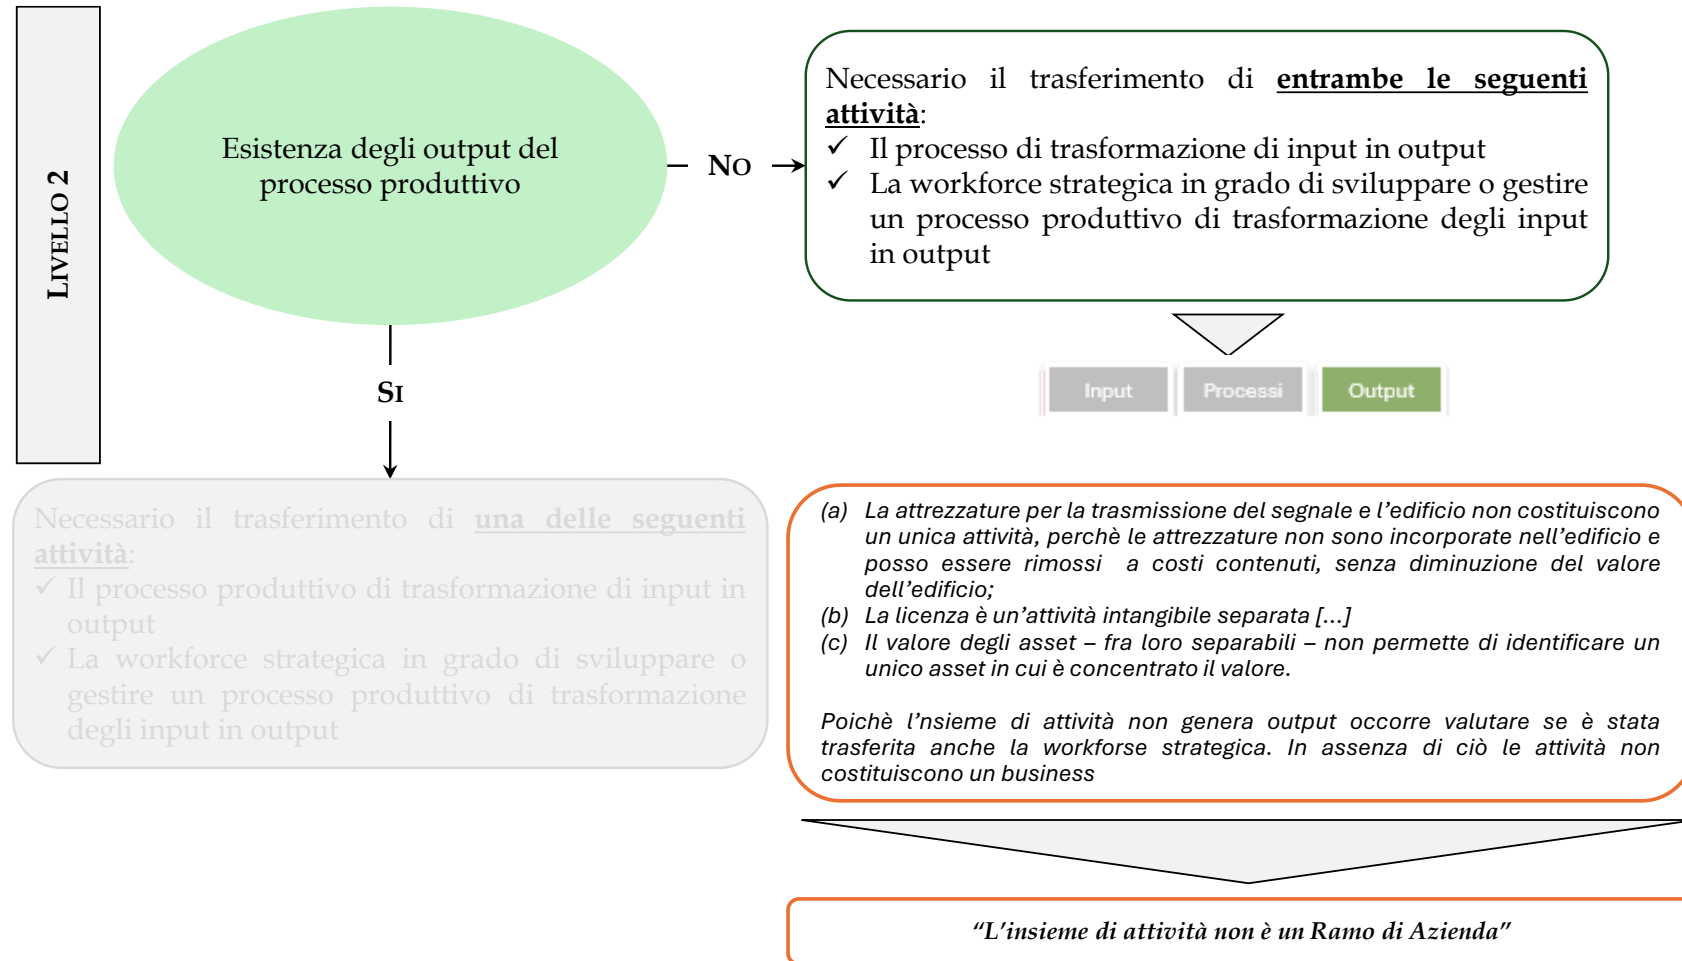 LIVELLO 2
Esistenza degli output del
processo produttivo
NO
Necessario il trasferimento di entrambe le seguenti
attività:
✓ Il processo di trasformazione di input in output
✓ La workforce strategica in grado di sviluppare o gestire
un processo produttivo di trasformazione degli input
in output
Input Processi Output
SI
Necessario il trasferimento di una delle seguenti
attività:
✓ Il processo produttivo di trasformazione di input in
output
✓ La workforce strategica in grado di sviluppare o
gestire un processo produttivo di trasformazione
degli input in output
(a) La attrezzature per la trasmissione del segnale e l'edificio non costituiscono
un unica attività, perchè le attrezzature non sono incorporate nell'edificio e
posso essere rimossi a costi contenuti, senza diminuzione del valore
dell'edificio;
(b) La licenza è un'attività intangibile separata [...]
(c) Il valore degli asset – fra loro separabili – non permette di identificare un
unico asset in cui è concentrato il valore.
Poichè l'nsieme di attività non genera output occorre valutare se è stata
trasferita anche la workforse strategica. In assenza di ciò le attività non
costituiscono un business
"L'insieme di attività non è un Ramo di Azienda"